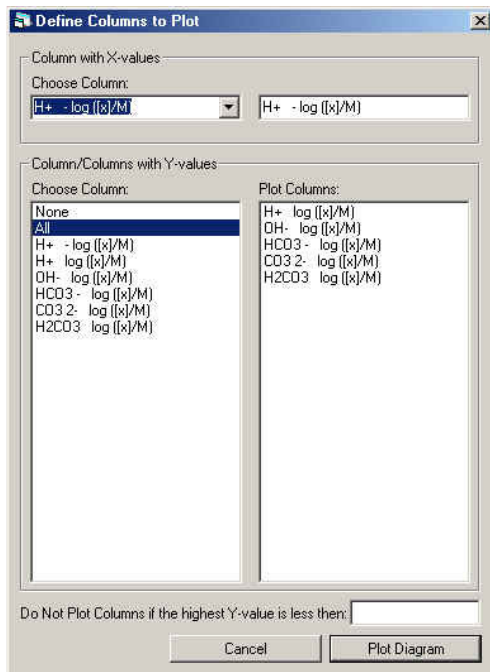 Define Columns to Plot
Column with X-values
Choose Column:
H+ - log ([x]/M)
H+ - log ([x]/M)
Column/Columns with Y-values
Choose Column:
None
All
H+ - log ([x]/M)
H+ log ([x]/M)
OH- log ([x]/M)
HCO3 - log ([x]/M)
CO3 2- log ([x]/M)
H2CO3 log ([x]/M)
Plot Columns:
H+ log ([x]/M)
OH- log ([x]/M)
HCO3 - log ([x]/M)
CO3 2- log ([x]/M)
H2CO3 log ([x]/M)
Do Not Plot Columns if the highest Y-value is less then:
Cancel
Plot Diagram